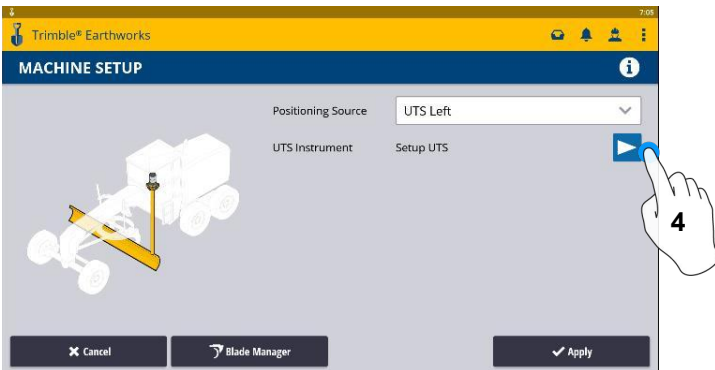 7:05
Trimble® Earthworks
MACHINE SETUP
Positioning Source UTS Left
UTS Instrument Setup UTS
4
Cancel Blade Manager Apply